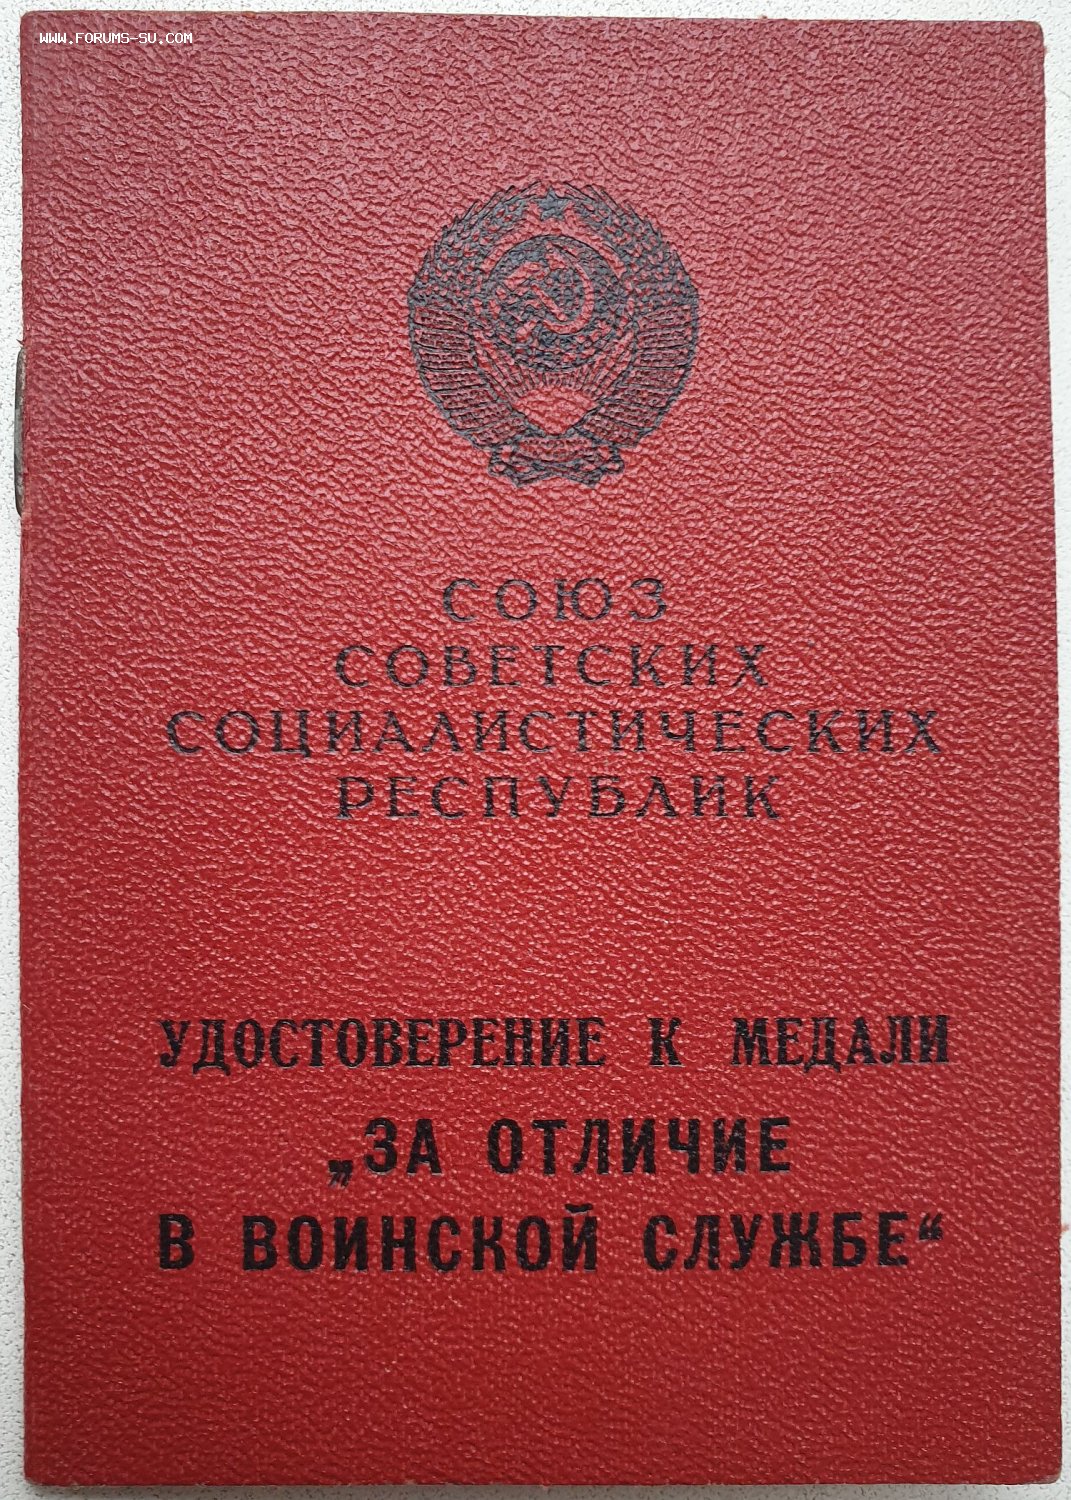 WWW.FORUMS-SU.COM
СОЮЗ
СОВЕТСКИХ
СОЦИАЛИСТИЧЕСКИХ
РЕСПУБЛИК
УДОСТОВЕРЕНИЕ К МЕДАЛИ
„ЗА ОТЛИЧИЕ
В ВОИНСКОЙ СЛУЖБЕ“